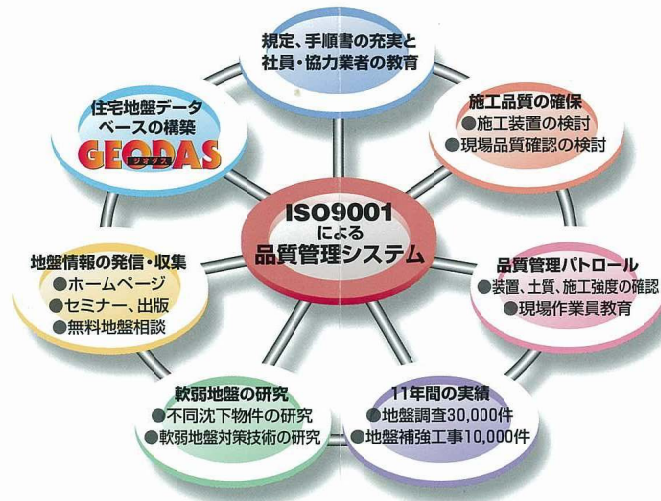 規定、手順書の充実と
社員・協力業者の教育
住宅地盤データ
ベースの構築
GEODAS
ジオダス
施工品質の確保
●施工装置の検討
●現場品質確認の検討
ISO9001
による
品質管理システム
地盤情報の発信・収集
●ホームページ
●セミナー、出版
●無料地盤相談
品質管理パトロール
●装置、土質、施工強度の確認
●現場作業員教育
軟弱地盤の研究
●不同沈下物件の研究
●軟弱地盤対策技術の研究
11年間の実績
●地盤調査30,000件
●地盤補強工事10,000件